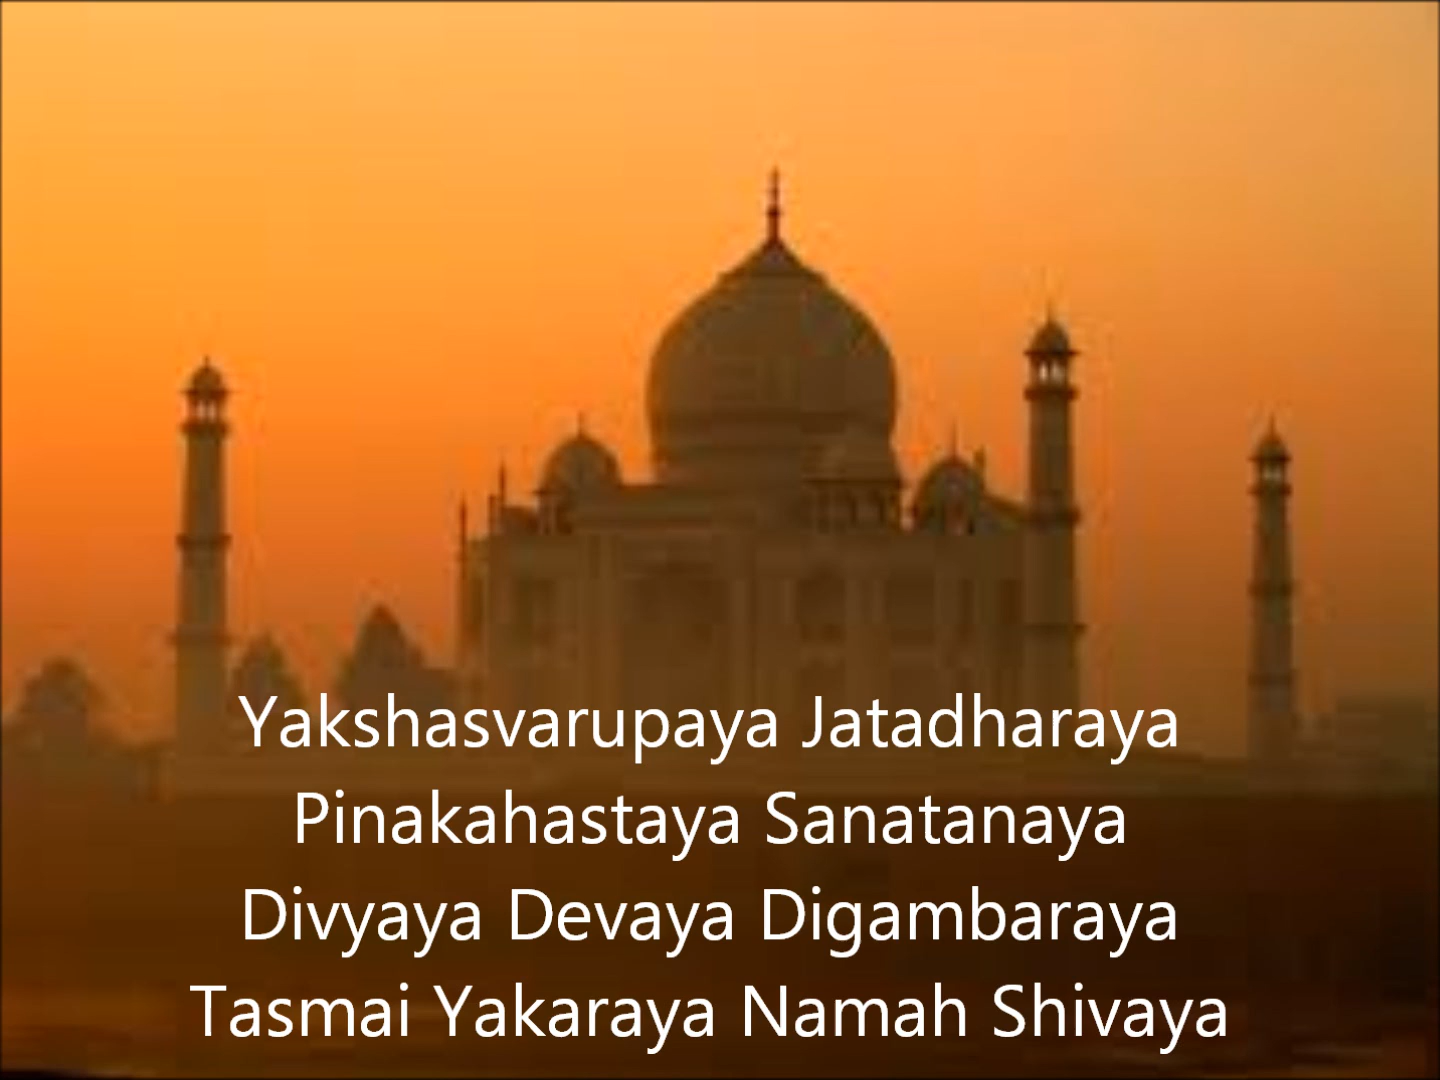 Yakshasvarupaya Jatadharaya
Pinakahastaya Sanatanaya
Divyaya Devaya Digambaraya
Tasmai Yakaraya Namah Shivaya